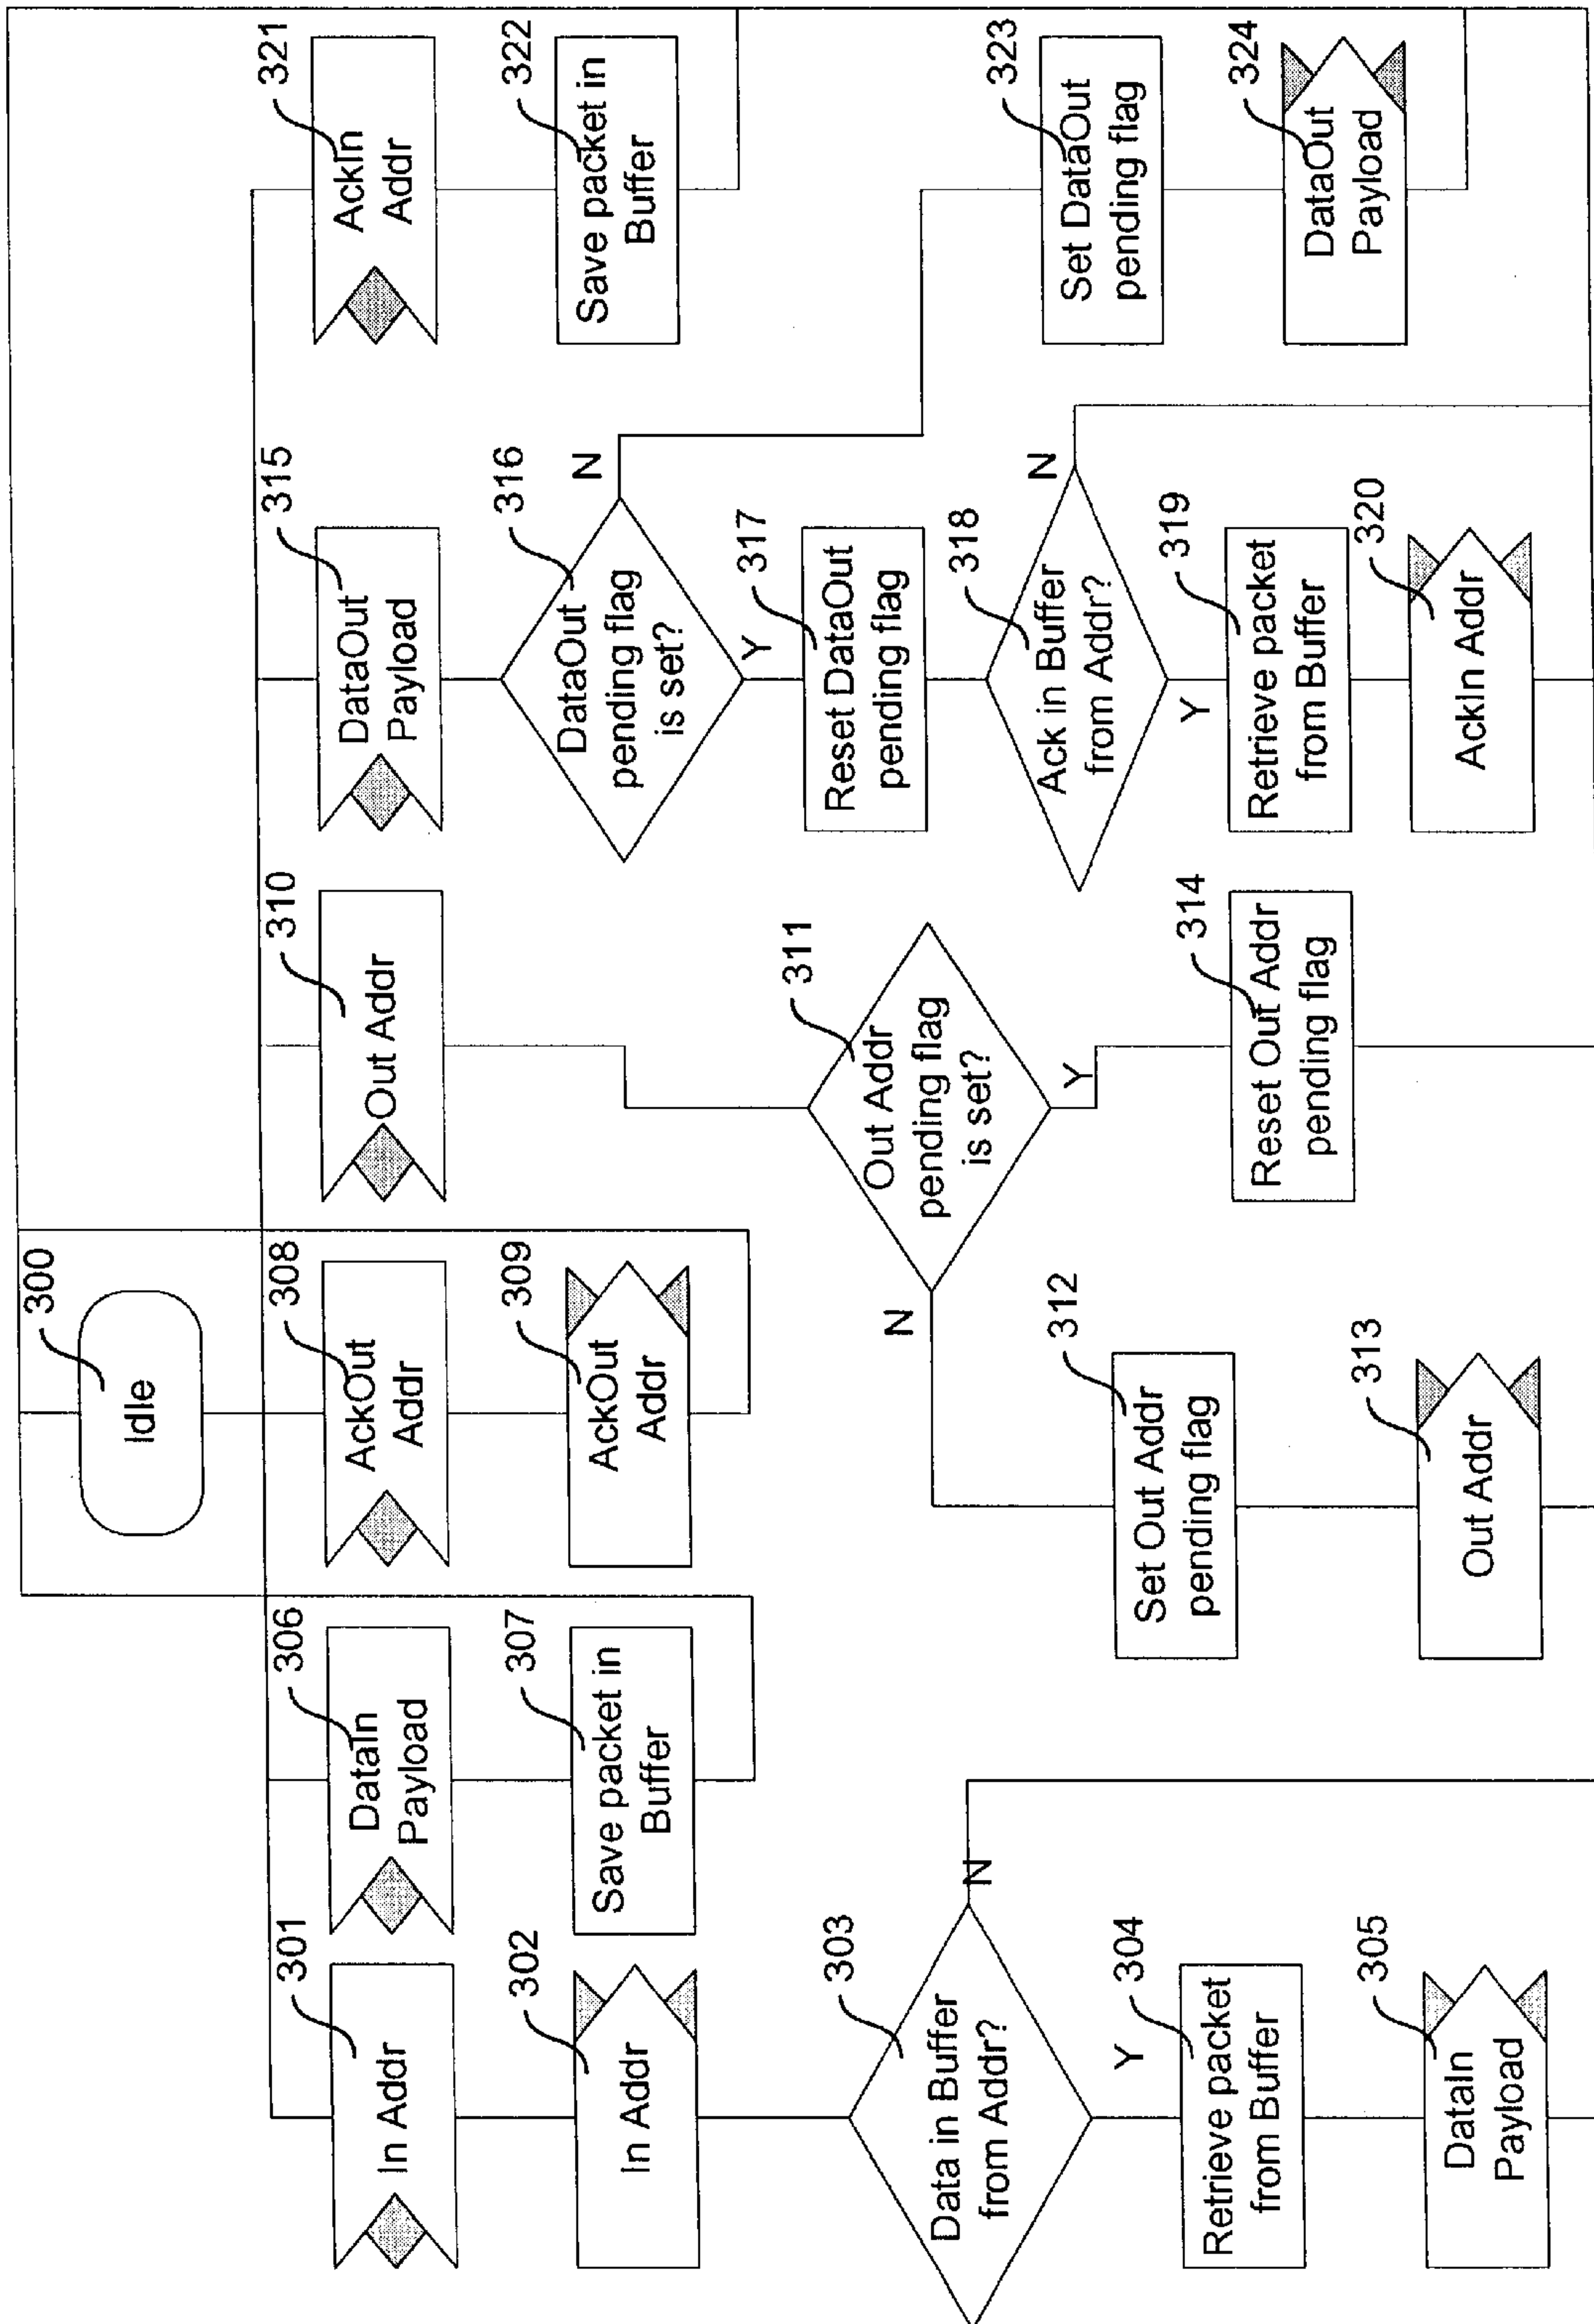 300
Idle
301
In Addr
302
In Addr
303
Data in Buffer
from Addr?
N
Y
304
Retrieve packet
from Buffer
305
DataIn
Payload
306
DataIn
Payload
307
Save packet in
Buffer
308
AckOut
Addr
309
AckOut
Addr
310
Out Addr
311
Out Addr
pending flag
is set?
N
Y
312
Set Out Addr
pending flag
313
Out Addr
314
Reset Out Addr
pending flag
315
DataOut
Payload
316
DataOut
pending flag
is set?
N
Y
317
Reset DataOut
pending flag
318
Ack in Buffer
from Addr?
N
Y
319
Retrieve packet
from Buffer
320
AckIn Addr
321
AckIn
Addr
322
Save packet in
Buffer
323
Set DataOut
pending flag
324
DataOut
Payload